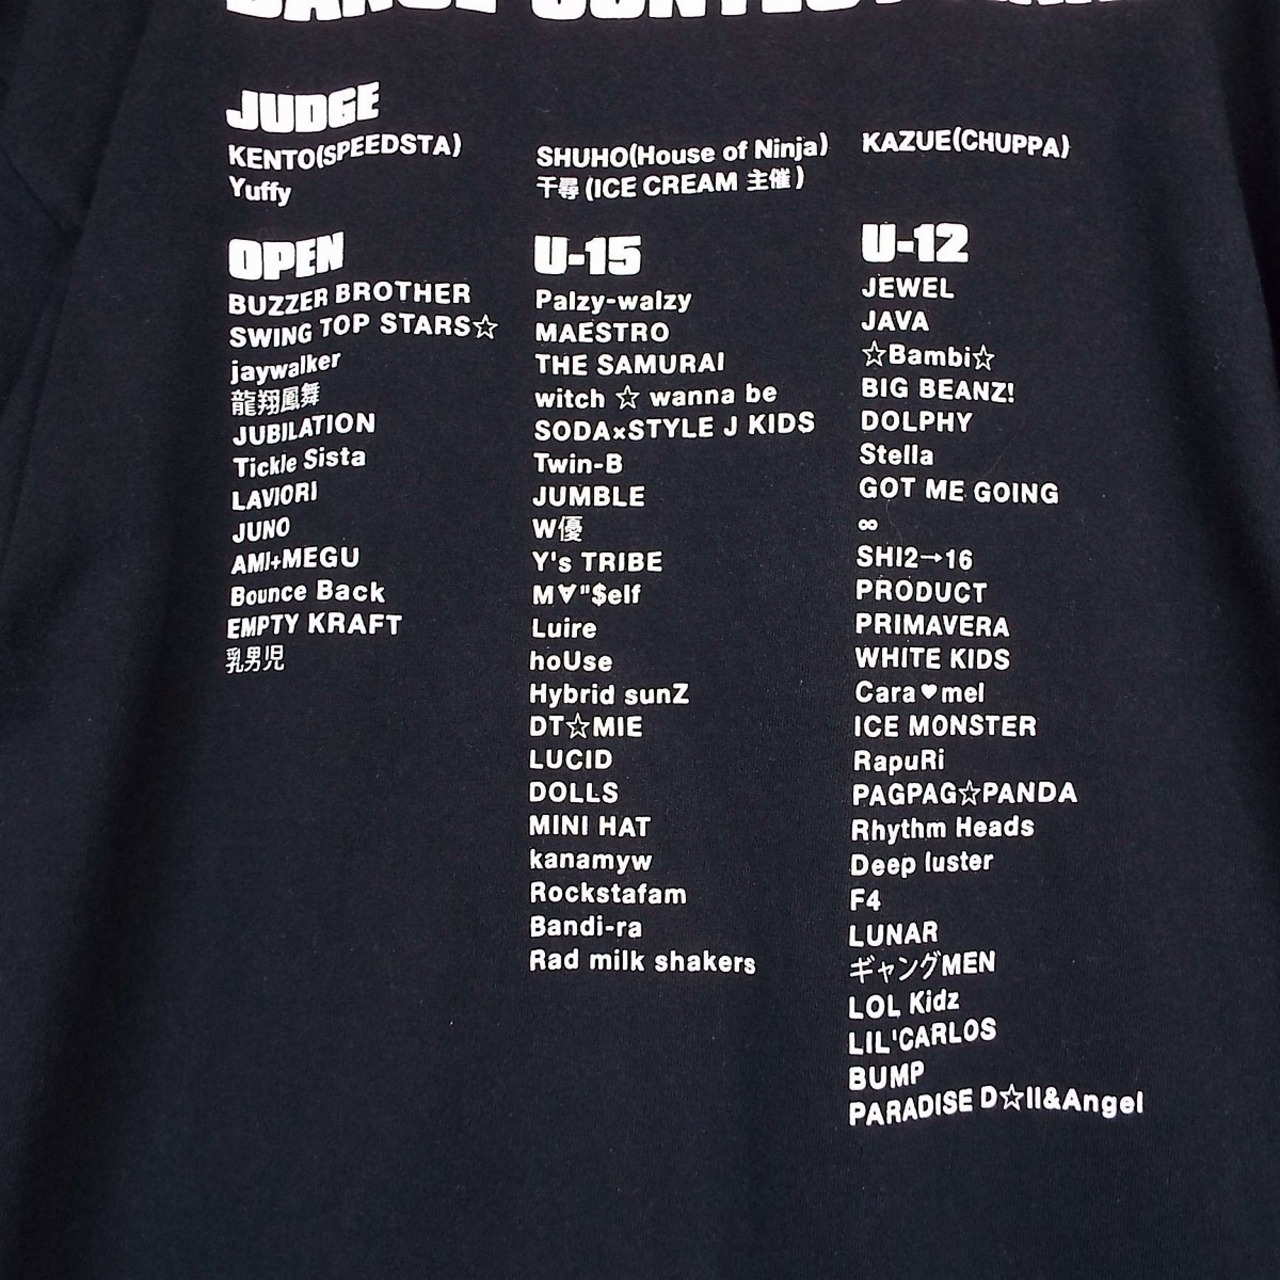 DANCE CONTEST
JUDGE
KENTO(SPEEDSTA)
SHUHO(House of Ninja)
KAZUE(CHUPPA)
Yuffy
千尋(ICE CREAM 主催)
OPEN
BUZZER BROTHER
SWING TOP STARS☆
jaywalker
龍翔鳳舞
JUBILATION
Tickle Sista
LAVIORI
JUNO
AMI+MEGU
Bounce Back
EMPTY KRAFT
乳男児
U-15
Palzy-walzy
MAESTRO
THE SAMURAI
witch ☆ wanna be
SODA×STYLE J KIDS
Twin-B
JUMBLE
W優
Y's TRIBE
M∀"$elf
Luire
hoUse
Hybrid sunZ
DT☆MIE
LUCID
DOLLS
MINI HAT
kanamyw
Rockstafam
Bandi-ra
Rad milk shakers
U-12
JEWEL
JAVA
☆Bambi☆
BIG BEANZ!
DOLPHY
Stella
GOT ME GOING
∞
SHI2→16
PRODUCT
PRIMAVERA
WHITE KIDS
Cara♥mel
ICE MONSTER
RapuRi
PAGPAG☆PANDA
Rhythm Heads
Deep luster
F4
LUNAR
ギャングMEN
LOL Kidz
LIL'CARLOS
BUMP
PARADISE D☆ll&Angel